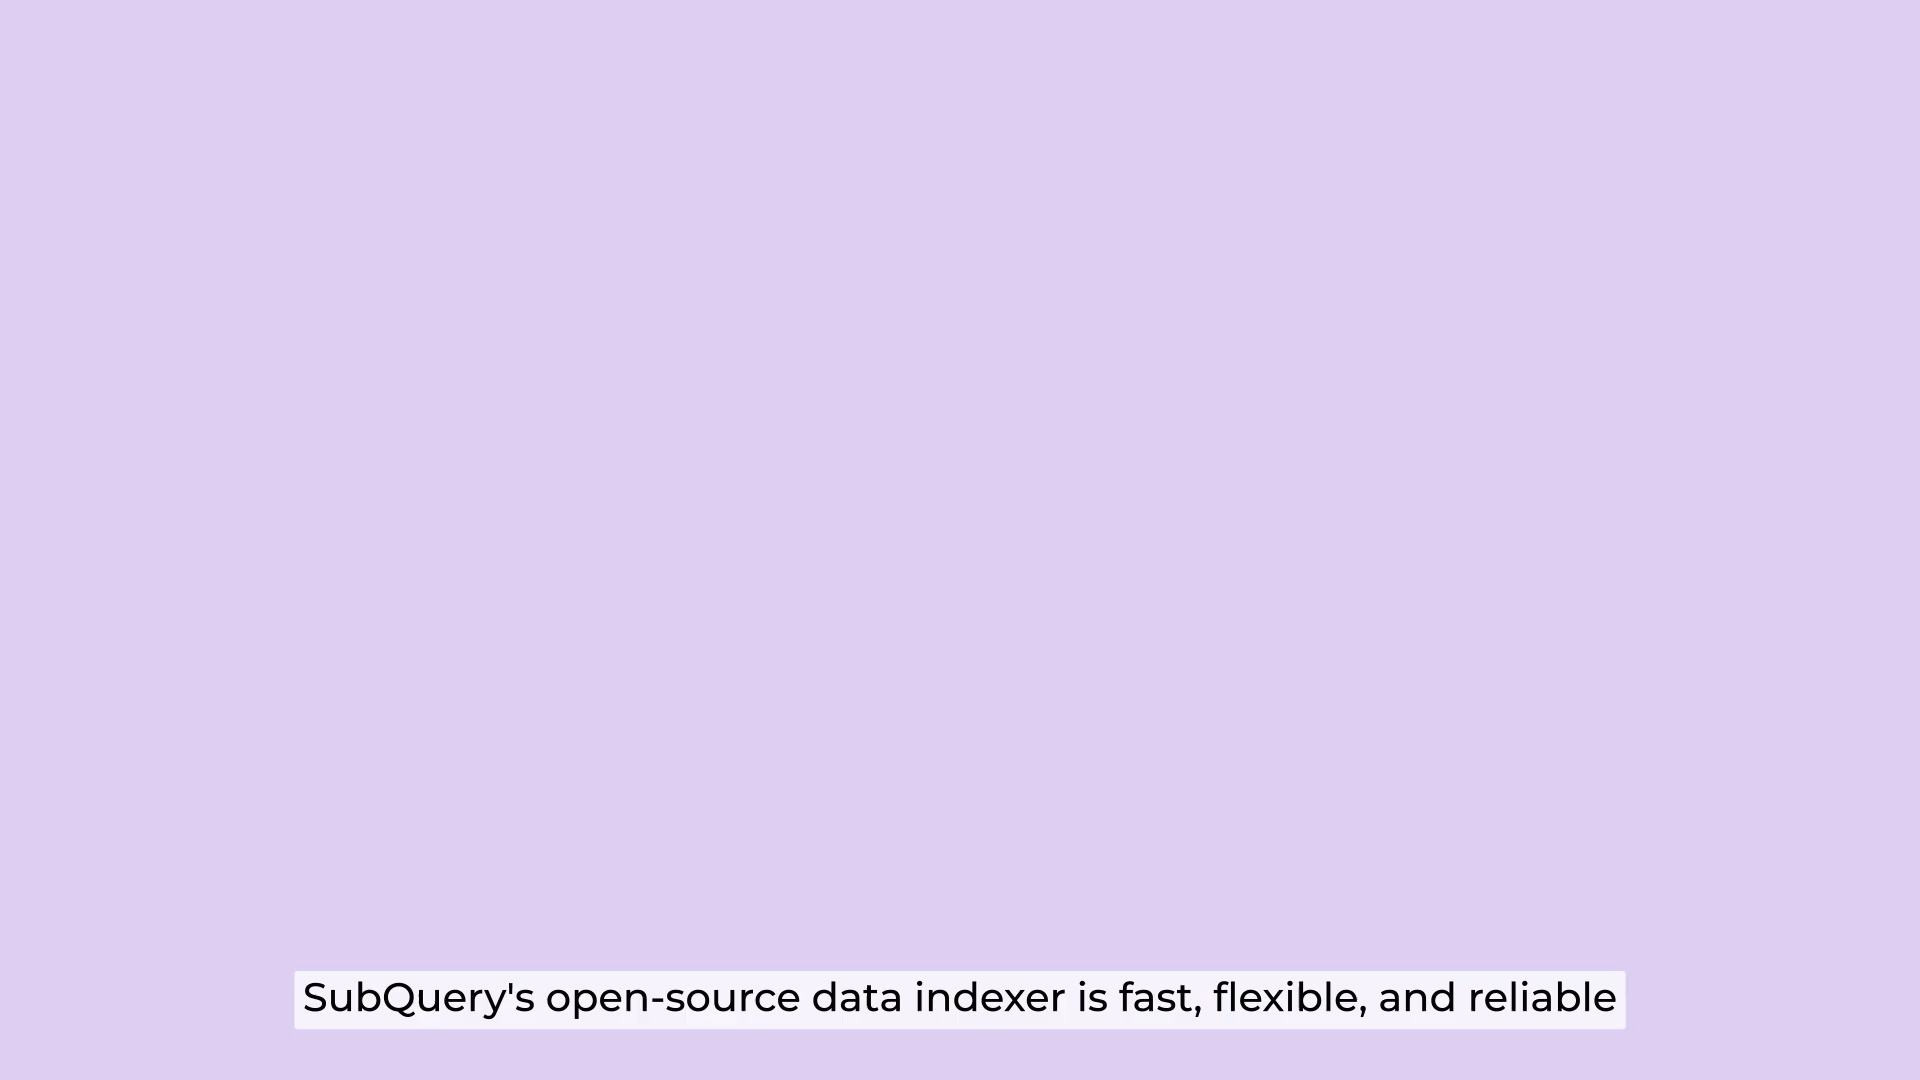 SubQuery's open-source data indexer is fast, flexible, and reliable